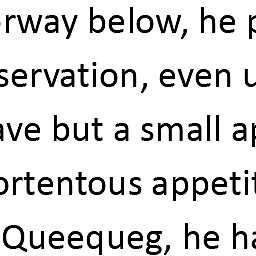 rway below, he p
servation, even u
ave but a small ap
ortentous appetit
Queequeg, he ha